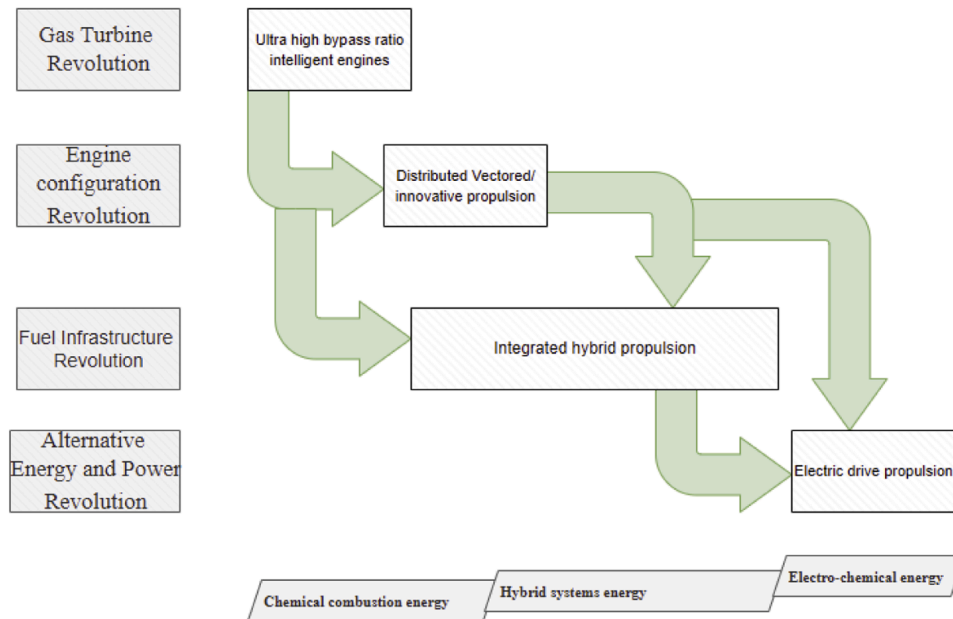 Gas Turbine
Revolution
Ultra high bypass ratio
intelligent engines
Engine
configuration
Revolution
Distributed Vectored/
innovative propulsion
Fuel Infrastructure
Revolution
Integrated hybrid propulsion
Alternative
Energy and Power
Revolution
Electric drive propulsion
Chemical combustion energy
Hybrid systems energy
Electro-chemical energy